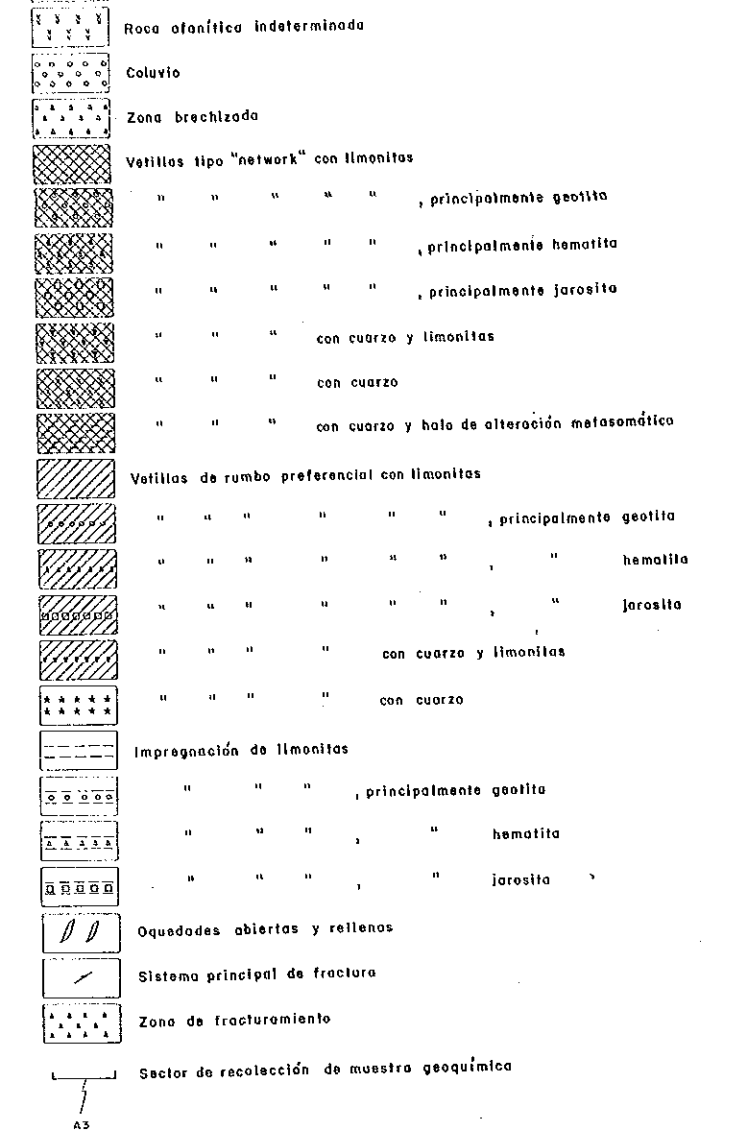 Roca afanítica indeterminada
Coluvio
Zona brechizada
Vetillas tipo "network" con limonitas
" " " " " , principalmente geotita
" " " " " , principalmente hematita
" " " " " , principalmente jarosita
" " " con cuarzo y limonitas
" " " con cuarzo
" " " con cuarzo y halo de alteración metasomática
Vetillas de rumbo preferencial con limonitas
" " " " " " , principalmente geotita
" " " " " " , " hematita
" " " " " " , " jarosita
" " " " con cuarzo y limonitas
" " " " con cuarzo
Impregnación de limonitas
" " " , principalmente geotita
" " " , " hematita
" " " , " jarosita
Oquedades abiertas y rellenos
Sistema principal de fractura
Zona de fracturamiento
Sector de recolección de muestra geoquímica
A3